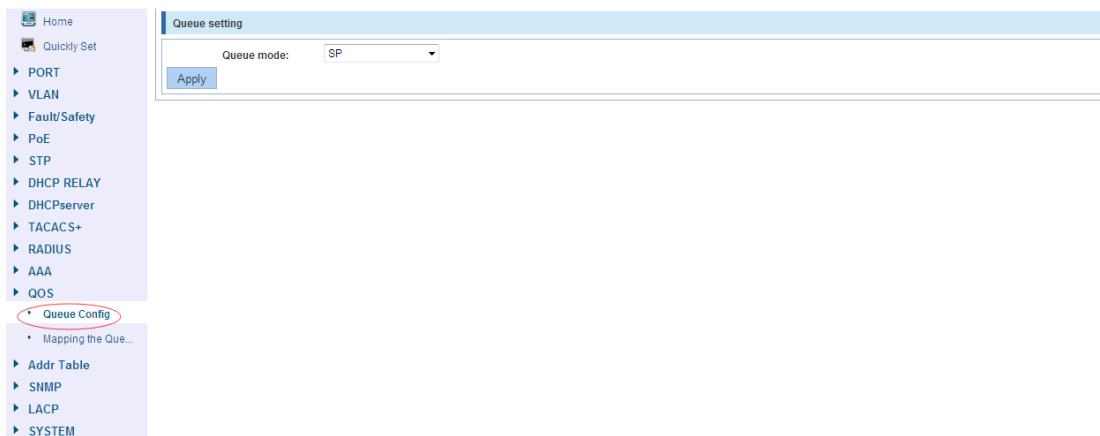 Home
Quickly Set
PORT
VLAN
Fault/Safety
PoE
STP
DHCP RELAY
DHCPserver
TACACS+
RADIUS
AAA
QOS
Queue Config
Mapping the Que...
Addr Table
SNMP
LACP
SYSTEM
Queue setting
Queue mode: SP
Apply